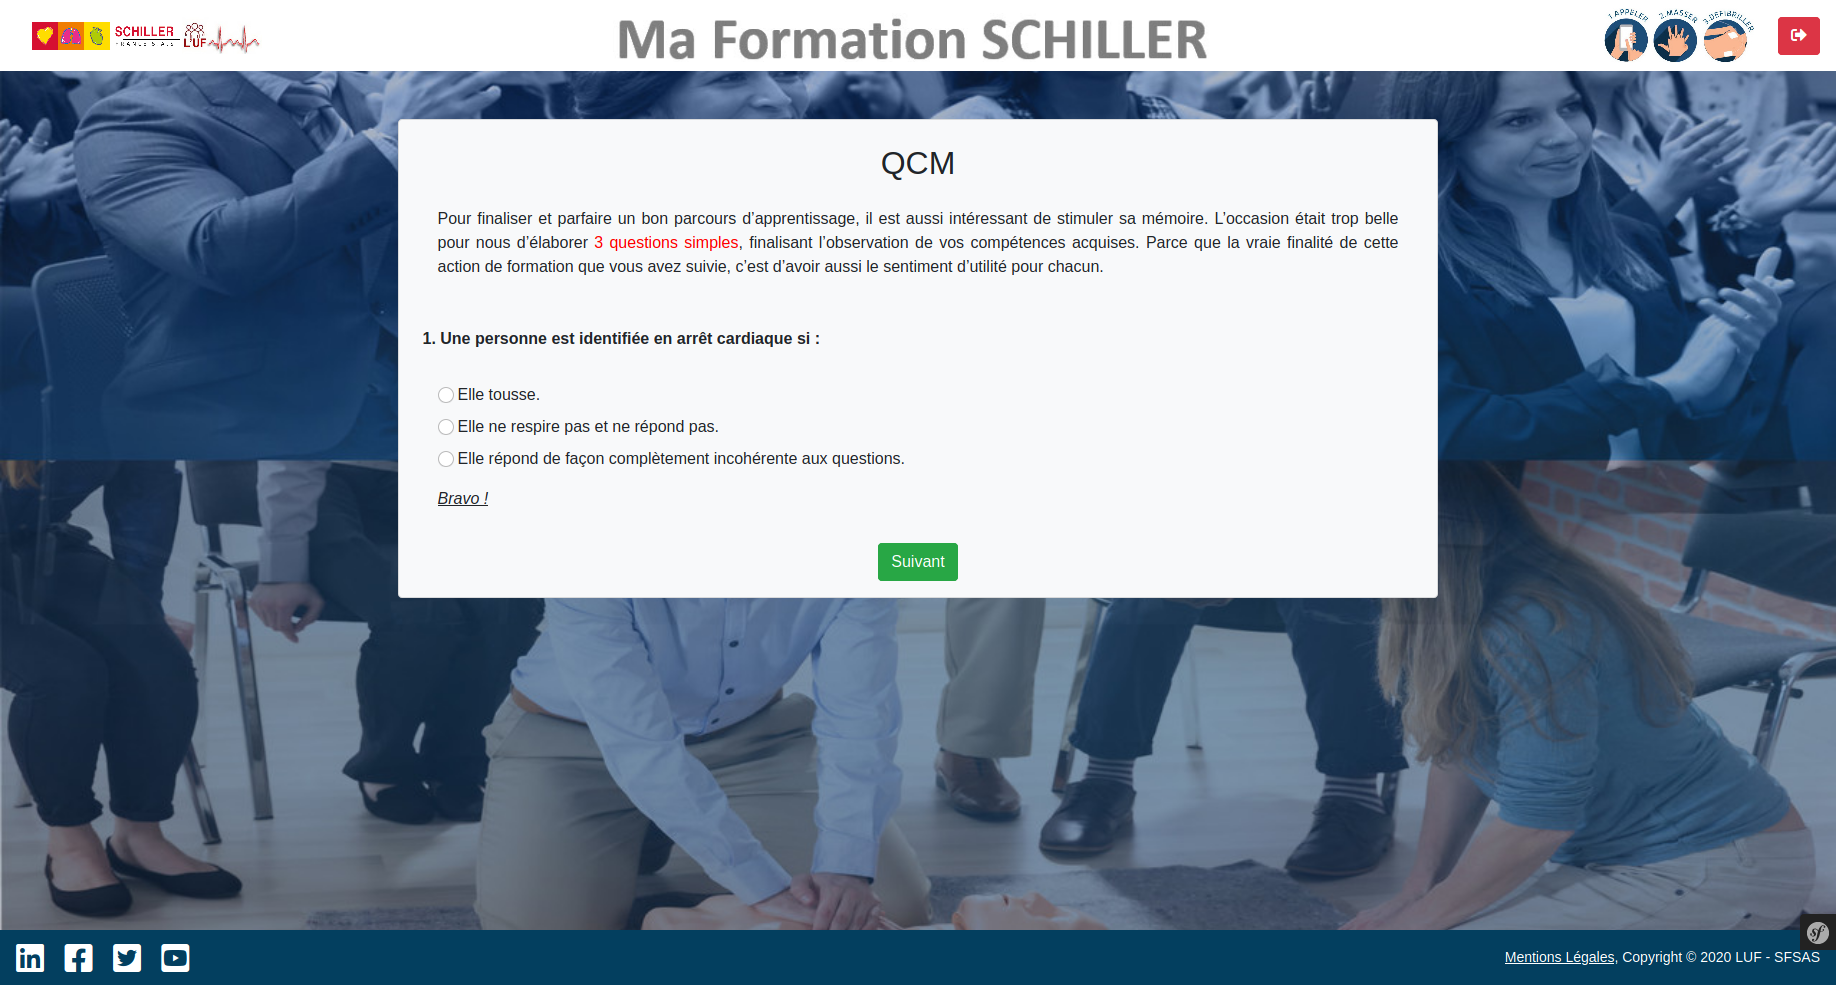 SCHILLER
FRANCE S.A.S
LUF
Ma Formation SCHILLER
1.APPELER
2.MASSER
3.DÉFIBRILLER
QCM
Pour finaliser et parfaire un bon parcours d’apprentissage, il est aussi intéressant de stimuler sa mémoire. L’occasion était trop belle
pour nous d’élaborer 3 questions simples, finalisant l’observation de vos compétences acquises. Parce que la vraie finalité de cette
action de formation que vous avez suivie, c’est d’avoir aussi le sentiment d’utilité pour chacun.
1. Une personne est identifiée en arrêt cardiaque si :
Elle tousse.
Elle ne respire pas et ne répond pas.
Elle répond de façon complètement incohérente aux questions.
Bravo !
Suivant
in
sf
Mentions Légales, Copyright © 2020 LUF - SFSAS